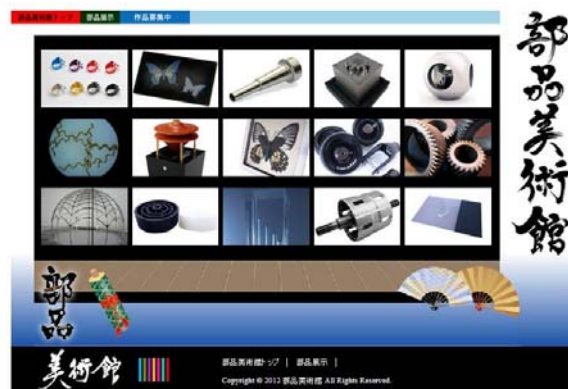 部品美術館トップ 部品展示 作品募集中
部品美術館
部品
美術館
部品美術館トップ | 部品展示 |
Copyright © 2012 部品美術館 All Rights Reserved.